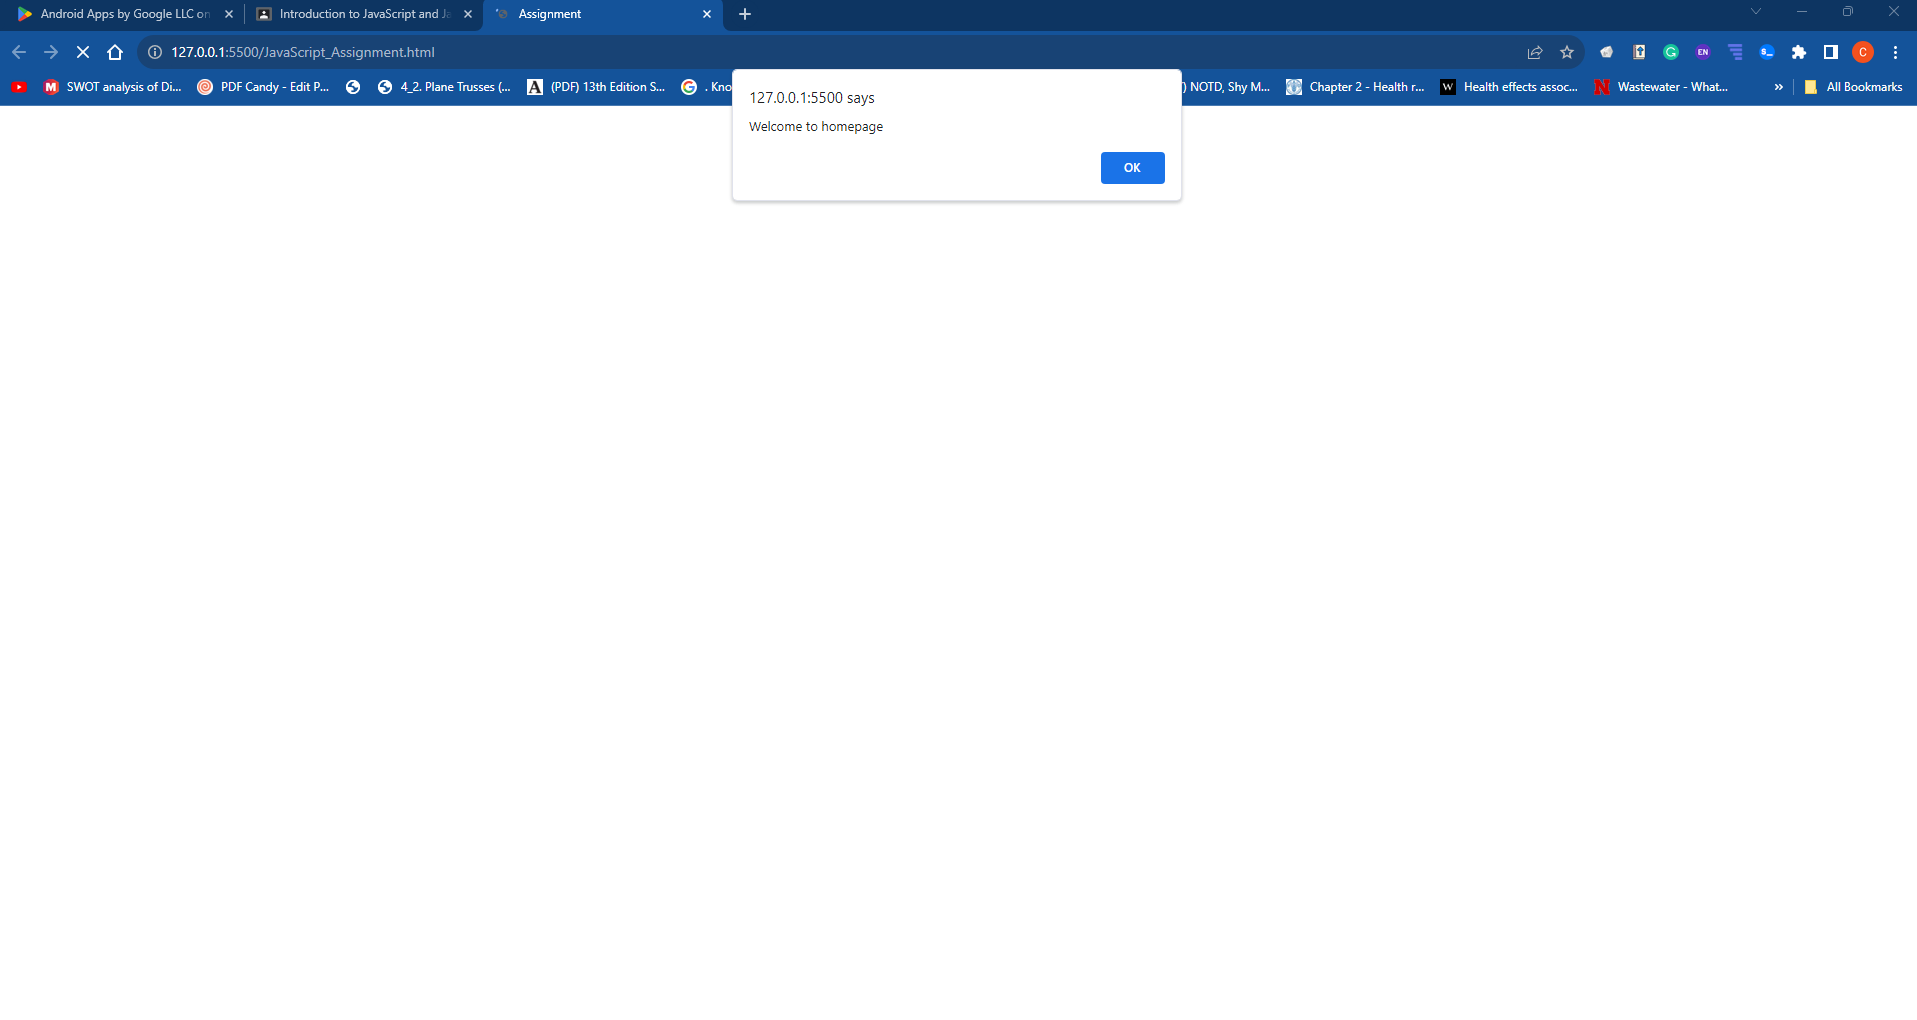 Android Apps by Google LLC on
Introduction to JavaScript and Ja
Assignment
127.0.0.1:5500/JavaScript_Assignment.html
EN
C
M SWOT analysis of Di...
PDF Candy - Edit P...
4_2. Plane Trusses (...
A (PDF) 13th Edition S...
G . Kno
) NOTD, Shy M...
Chapter 2 - Health r...
W Health effects assoc...
N Wastewater - What...
»
All Bookmarks
127.0.0.1:5500 says
Welcome to homepage
OK